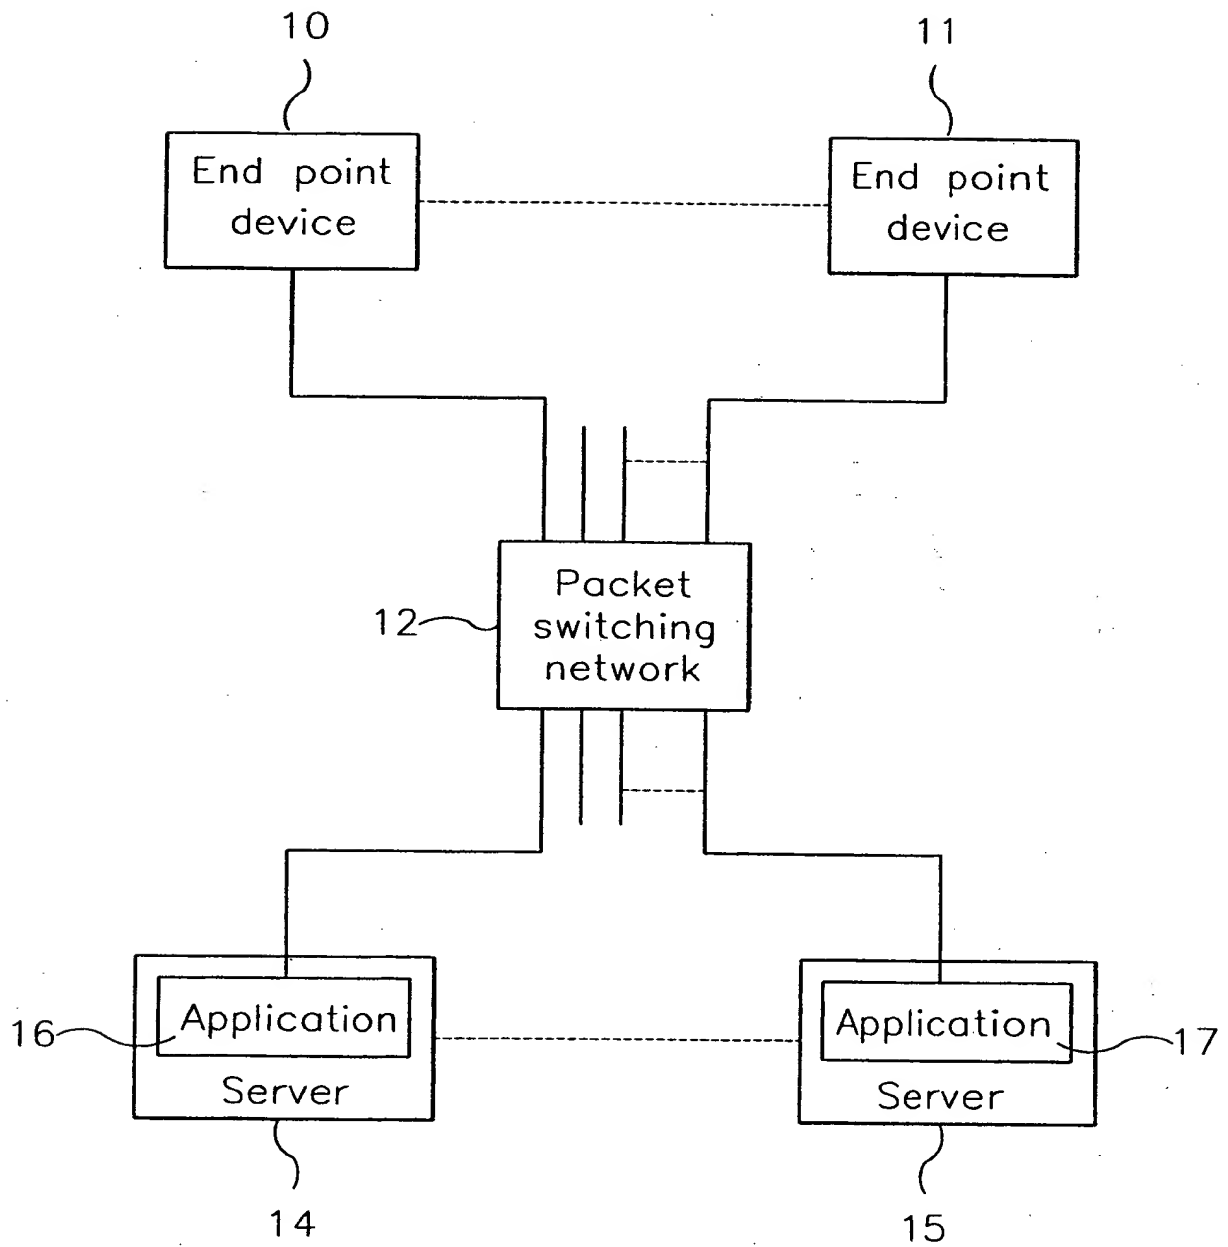 10
11
End point
device
End point
device
Packet
switching
network
12
Application
Server
16
Application
Server
17
14
15